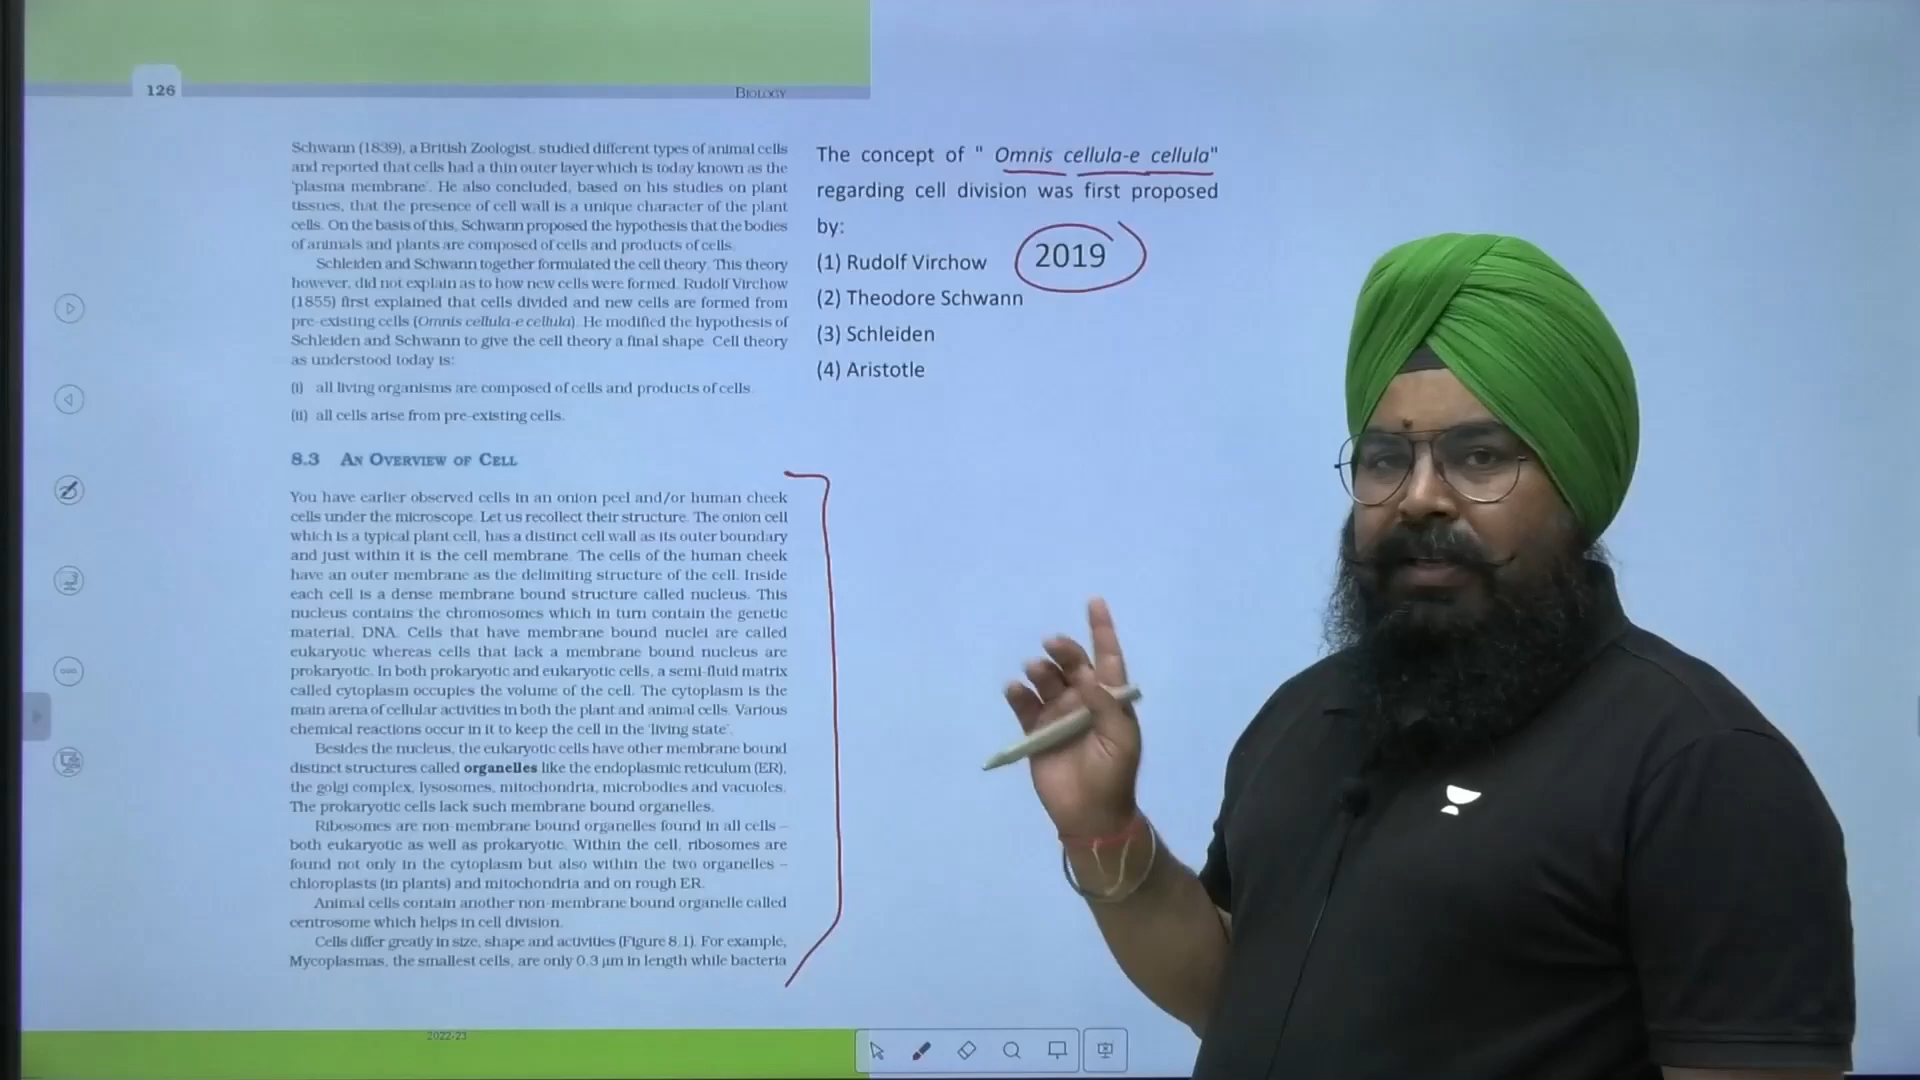 126
BIOLOGY
Schwann (1839), a British Zoologist, studied different types of animal cells
and reported that cells had a thin outer layer which is today known as the
'plasma membrane'. He also concluded, based on his studies on plant
tissues, that the presence of cell wall is a unique character of the plant
cells. On the basis of this, Schwann proposed the hypothesis that the bodies
of animals and plants are composed of cells and products of cells.
Schleiden and Schwann together formulated the cell theory. This theory
however, did not explain as to how new cells were formed. Rudolf Virchow
(1855) first explained that cells divided and new cells are formed from
pre-existing cells (Omnis cellula-e cellula). He modified the hypothesis of
Schleiden and Schwann to give the cell theory a final shape. Cell theory
as understood today is:
(i) all living organisms are composed of cells and products of cells.
(ii) all cells arise from pre-existing cells.
8.3 AN OVERVIEW OF CELL
You have earlier observed cells in an onion peel and/or human cheek
cells under the microscope. Let us recollect their structure. The onion cell
which is a typical plant cell, has a distinct cell wall as its outer boundary
and just within it is the cell membrane. The cells of the human cheek
have an outer membrane as the delimiting structure of the cell. Inside
each cell is a dense membrane bound structure called nucleus. This
nucleus contains the chromosomes which in turn contain the genetic
material, DNA. Cells that have membrane bound nuclei are called
eukaryotic whereas cells that lack a membrane bound nucleus are
prokaryotic. In both prokaryotic and eukaryotic cells, a semi-fluid matrix
called cytoplasm occupies the volume of the cell. The cytoplasm is the
main arena of cellular activities in both the plant and animal cells. Various
chemical reactions occur in it to keep the cell in the 'living state'.
Besides the nucleus, the eukaryotic cells have other membrane bound
distinct structures called organelles like the endoplasmic reticulum (ER),
the golgi complex, lysosomes, mitochondria, microbodies and vacuoles.
The prokaryotic cells lack such membrane bound organelles.
Ribosomes are non-membrane bound organelles found in all cells –
both eukaryotic as well as prokaryotic. Within the cell, ribosomes are
found not only in the cytoplasm but also within the two organelles –
chloroplasts (in plants) and mitochondria and on rough ER.
Animal cells contain another non-membrane bound organelle called
centrosome which helps in cell division.
Cells differ greatly in size, shape and activities (Figure 8.1). For example,
Mycoplasmas, the smallest cells, are only 0.3 µm in length while bacteria
2022-23
The concept of " Omnis cellula-e cellula"
regarding cell division was first proposed
by:
(1) Rudolf Virchow
2019
(2) Theodore Schwann
(3) Schleiden
(4) Aristotle